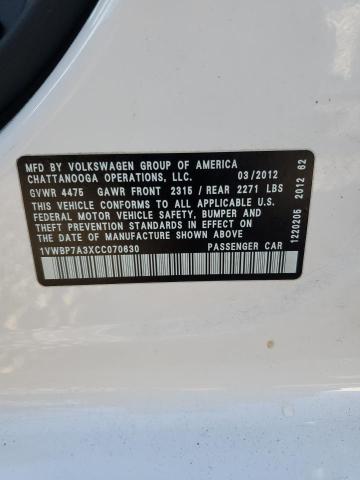 MFD BY VOLKSWAGEN GROUP OF AMERICA
CHATTANOOGA OPERATIONS, LLC. 03/2012
GVWR 4475 GAWR FRONT 2315 / REAR 2271 LBS
THIS VEHICLE CONFORMS TO ALL APPLICABLE U.S.
FEDERAL MOTOR VEHICLE SAFETY, BUMPER AND
THEFT PREVENTION STANDARDS IN EFFECT ON
THE DATE OF MANUFACTURE SHOWN ABOVE
1VWBP7A3XCC070630 PASSENGER CAR
1220205 2012 62